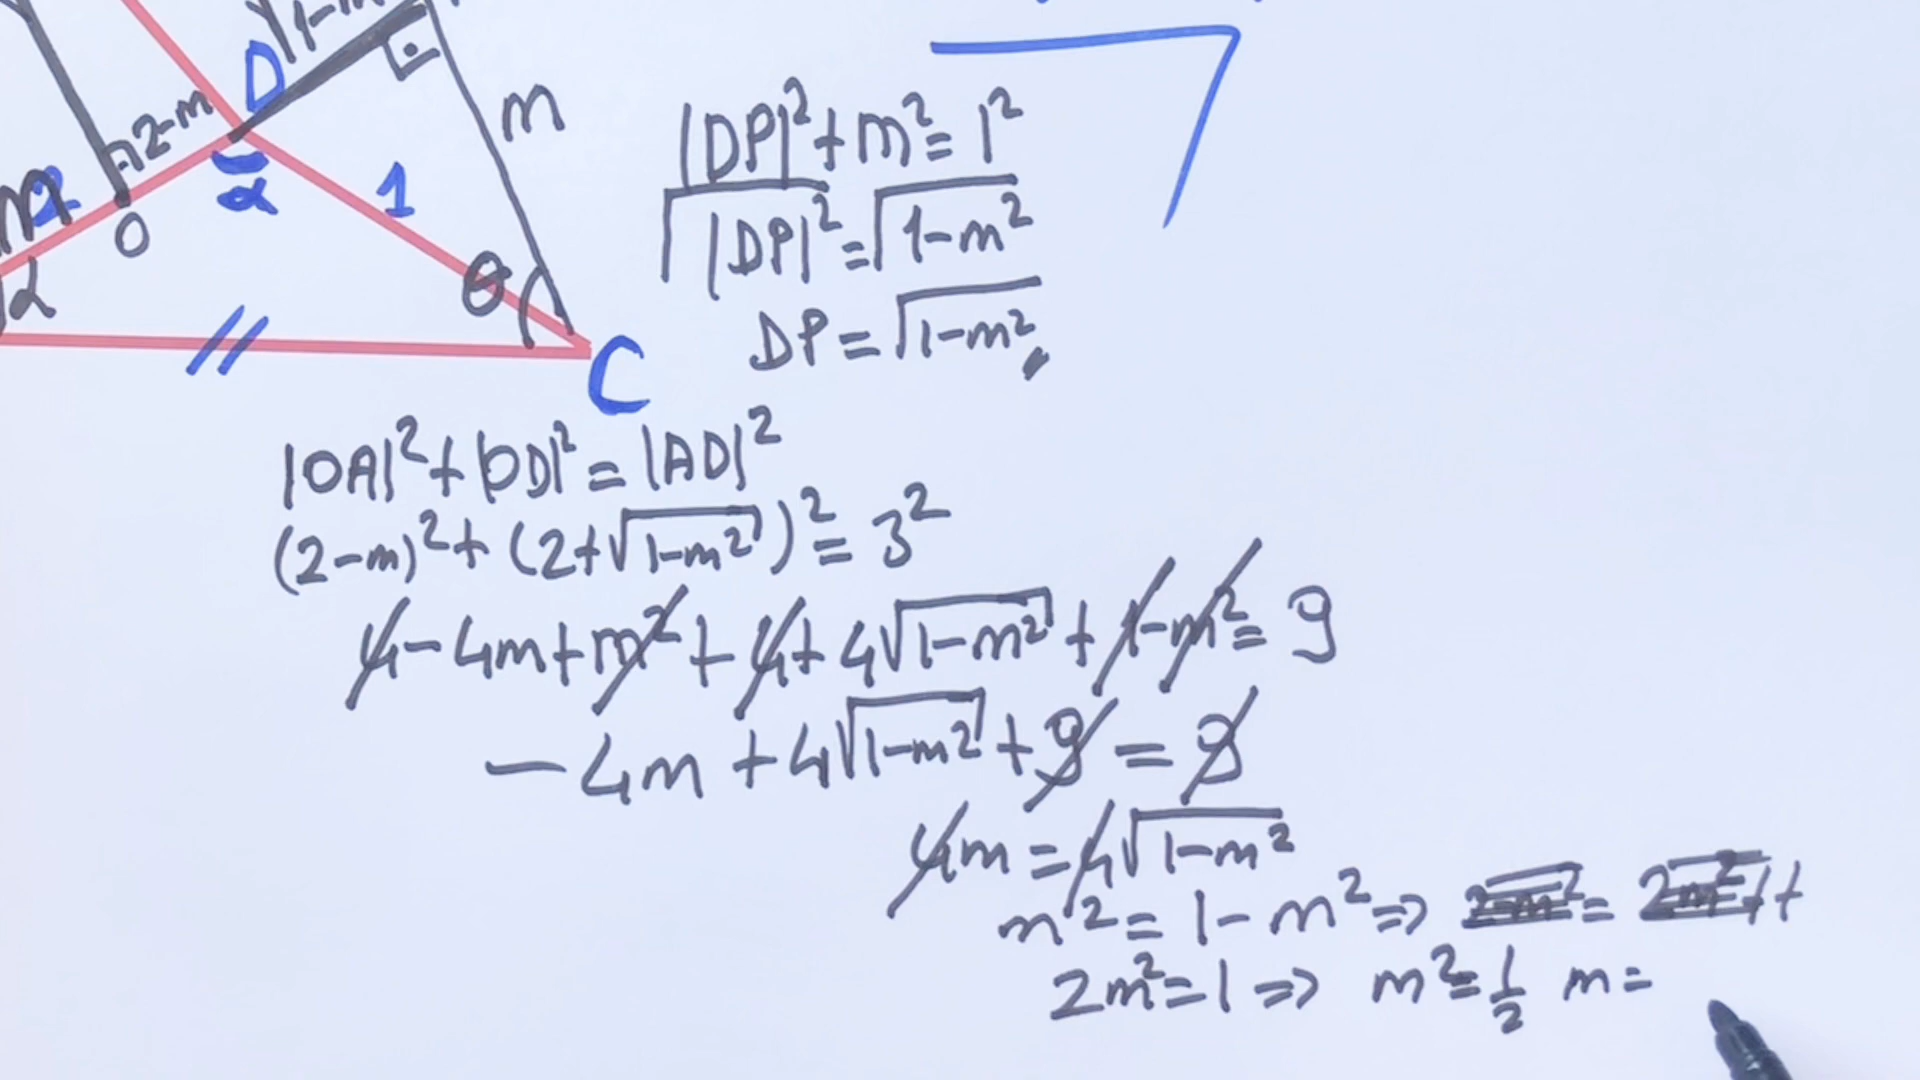 √1-m
D
m
2-m
2
m
α
1
O
θ
α
C
|DP|²+m²=1²
√|DP|²=√1-m²
DP=√1-m²
|OA|²+|OD|²=|AD|²
(2-m)²+(2+√1-m²)²=3²
4-4m+m²+4+4√1-m²+1-m²=9
-4m+4√1-m²+9=9
4m=4√1-m²
m²=1-m²⇒
2m²=1⇒ m²=1/2 m=